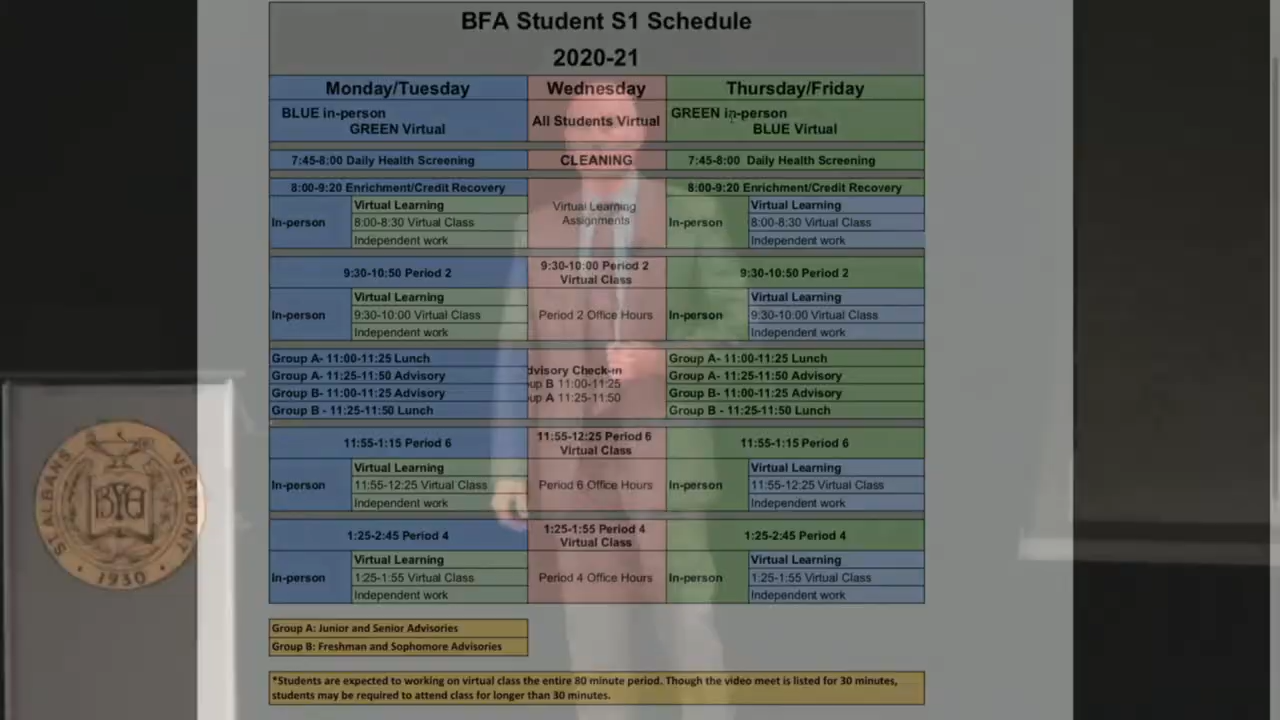 BFA Student S1 Schedule
2020-21
Monday/Tuesday
Wednesday
Thursday/Friday
BLUE in-person
GREEN Virtual
All Students Virtual
GREEN in-person
BLUE Virtual
7:45-8:00 Daily Health Screening
CLEANING
7:45-8:00 Daily Health Screening
8:00-9:20 Enrichment/Credit Recovery
In-person
Virtual Learning
8:00-8:30 Virtual Class
Independent work
Virtual Learning
Assignments
8:00-9:20 Enrichment/Credit Recovery
In-person
Virtual Learning
8:00-8:30 Virtual Class
Independent work
9:30-10:50 Period 2
9:30-10:00 Period 2
Virtual Class
9:30-10:50 Period 2
In-person
Virtual Learning
9:30-10:00 Virtual Class
Independent work
Period 2 Office Hours
In-person
Virtual Learning
9:30-10:00 Virtual Class
Independent work
Group A- 11:00-11:25 Lunch
Group A- 11:25-11:50 Advisory
Group B- 11:00-11:25 Advisory
Group B - 11:25-11:50 Lunch
dvisory Check-in
up B 11:00-11:25
up A 11:25-11:50
Group A- 11:00-11:25 Lunch
Group A- 11:25-11:50 Advisory
Group B- 11:00-11:25 Advisory
Group B - 11:25-11:50 Lunch
11:55-1:15 Period 6
11:55-12:25 Period 6
Virtual Class
11:55-1:15 Period 6
In-person
Virtual Learning
11:55-12:25 Virtual Class
Independent work
Period 6 Office Hours
In-person
Virtual Learning
11:55-12:25 Virtual Class
Independent work
1:25-2:45 Period 4
1:25-1:55 Period 4
Virtual Class
1:25-2:45 Period 4
In-person
Virtual Learning
1:25-1:55 Virtual Class
Independent work
Period 4 Office Hours
In-person
Virtual Learning
1:25-1:55 Virtual Class
Independent work
Group A: Junior and Senior Advisories
Group B: Freshman and Sophomore Advisories
*Students are expected to working on virtual class the entire 80 minute period. Though the video meet is listed for 30 minutes,
students may be required to attend class for longer than 30 minutes.
ST ALBANS VERMONT
BFA
1930